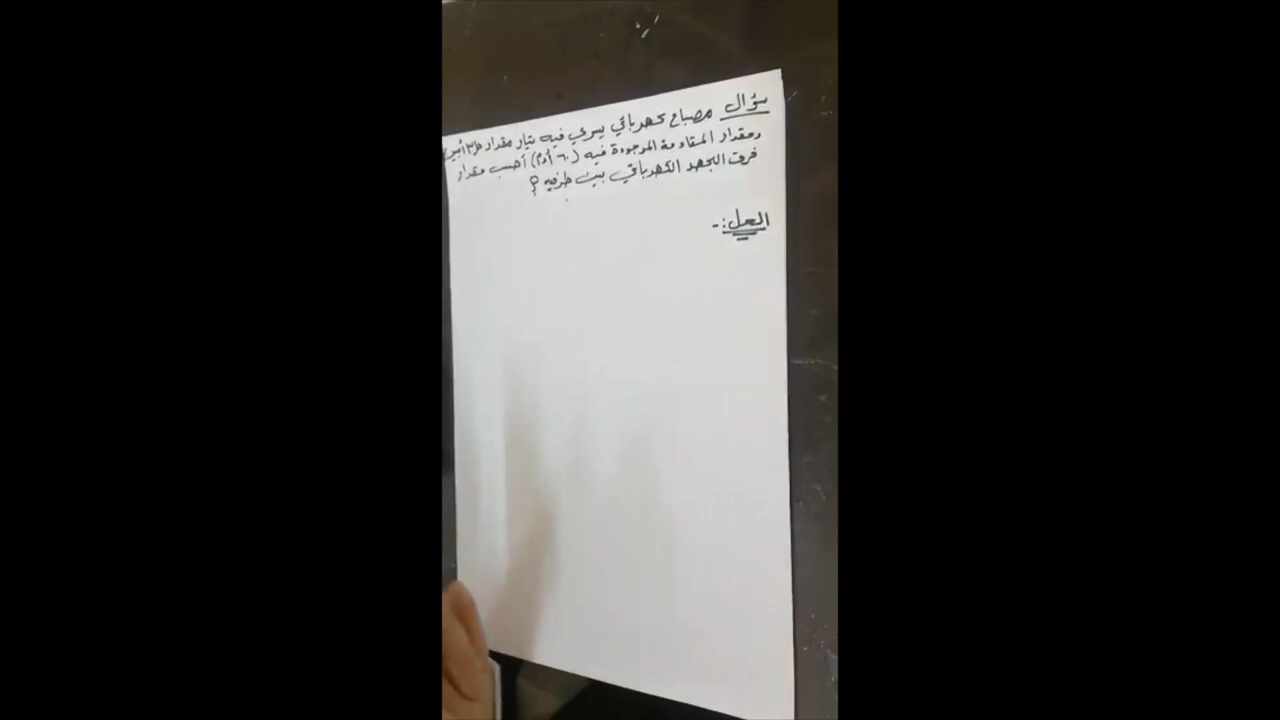 سؤال مصباح كهربائي يسري فيه تيار مقداره ٣ أمبير
ومقدار المقاومة الموجودة فيه (٦٠ أوم) أحسب مقدار
فرق الجهد الكهربائي بين طرفيه ؟
الحل:-